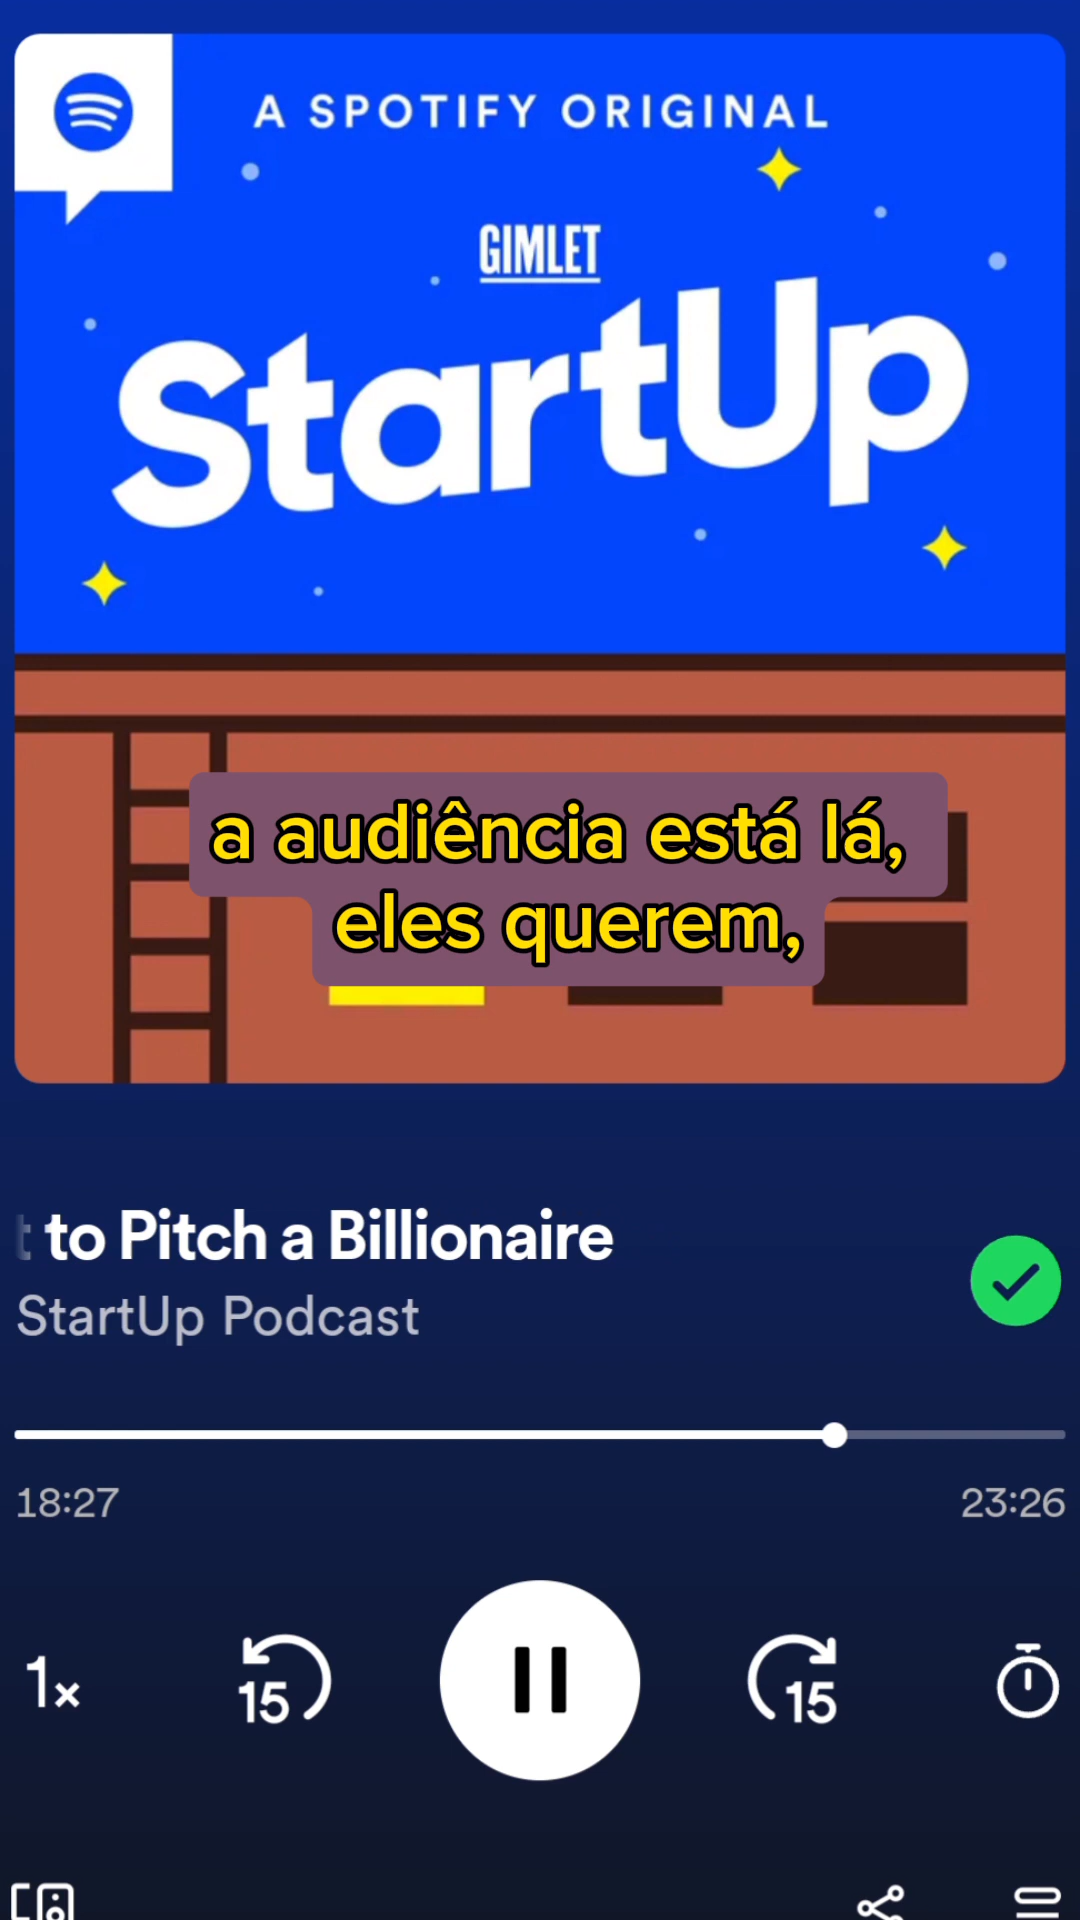 A SPOTIFY ORIGINAL
GIMLET
StartUp
a audiência está lá,
eles querem,
t to Pitch a Billionaire
StartUp Podcast
18:27
23:26
1×
15
15